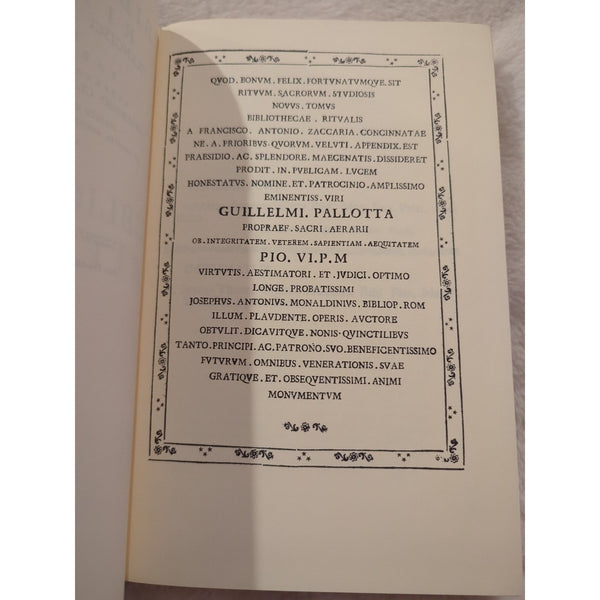 QVOD. BONVM. FELIX. FORTVNATVMQVE. SIT
RITVVM. SACRORVM. STVDIOSIS
NOVVS. TOMVS
BIBLIOTHECAE. RITVALIS
A FRANCISCO. ANTONIO. ZACCARIA. CONCINNATAE
NE. A. PRIORIBVS. QVORVM. VELVTI. APPENDIX. EST
PRAESIDIO. AC. SPLENDORE. MAECENATIS. DISSIDERET
PRODIT. IN. PVBLICAM. LVCEM
HONESTATVS. NOMINE. ET. PATROCINIO. AMPLISSIMO
EMINENTISS. VIRI
GVILLELMI. PALLOTTA
PROPRAEF. SACRI. AERARII
OB. INTEGRITATEM. VETEREM. SAPIENTIAM. AEQVITATEM
PIO. VI. P. M
VIRTVTIS. AESTIMATORI. ET. JVDICI. OPTIMO
LONGE. PROBATISSIMI
JOSEPHVS. ANTONIVS. MONALDINIVS. BIBLIOP. ROM
ILLVM. PLAVDENTE. OPERIS. AVCTORE
OBTVLIT. DICAVITQVE. NONIS. QVINCTILIBVS
TANTO. PRINCIPI. AC. PATRONO. SVO. BENEFICENTISSIMO
FVTVRVM. OMNIBVS. VENERATIONIS. SVAE
GRATIQVE. ET. OBSEQVENTISSIMI. ANIMI
MONVMENTVM